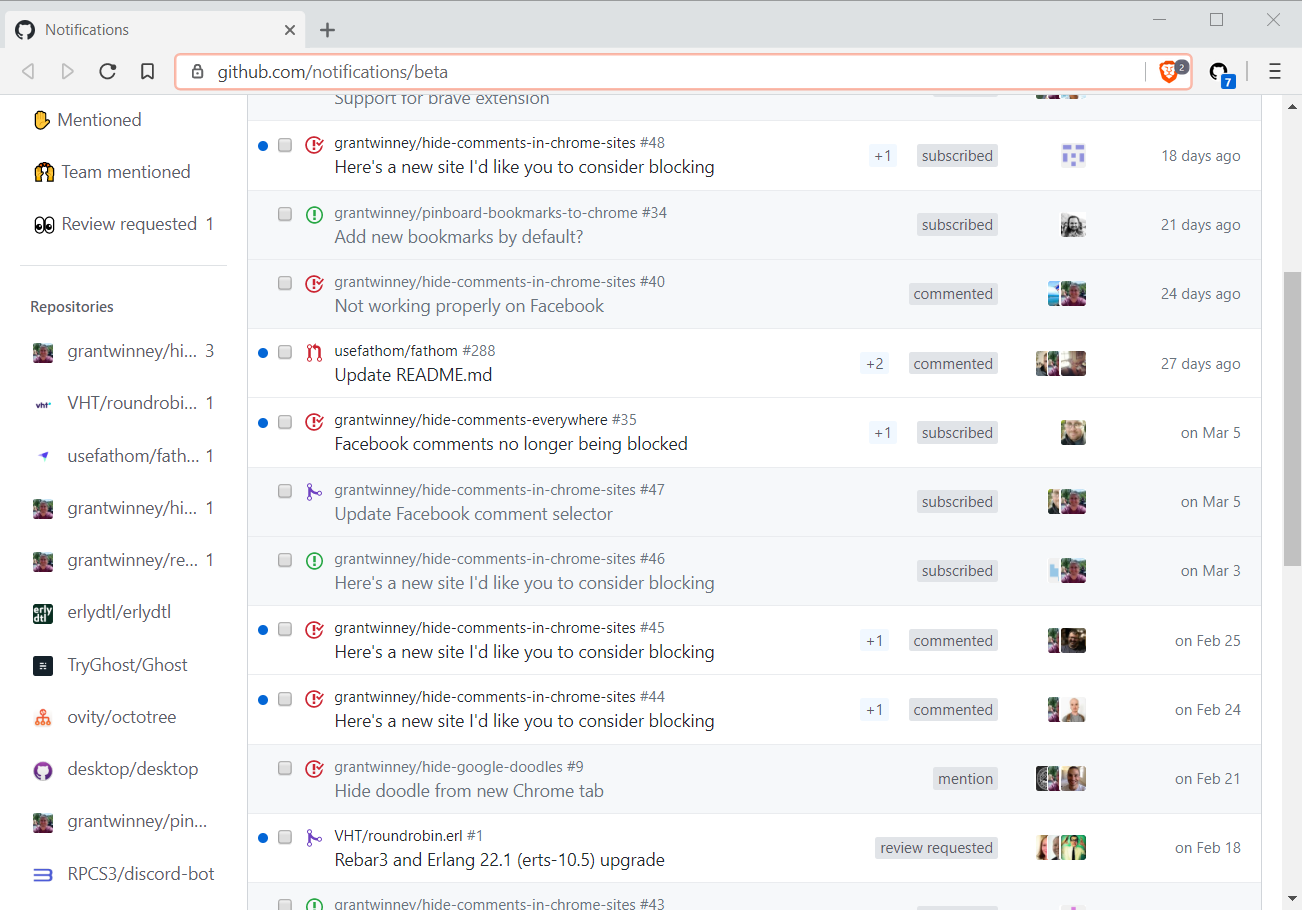 Notifications
github.com/notifications/beta
2
7
Mentioned
Team mentioned
Review requested 1
Repositories
grantwinney/hi... 3
VHT/roundrobi... 1
usefathom/fath... 1
grantwinney/hi... 1
grantwinney/re... 1
erlydtl/erlydtl
TryGhost/Ghost
ovity/octotree
desktop/desktop
grantwinney/pin...
RPCS3/discord-bot
Support for brave extension
grantwinney/hide-comments-in-chrome-sites #48
Here's a new site I'd like you to consider blocking
+1 subscribed 18 days ago
grantwinney/pinboard-bookmarks-to-chrome #34
Add new bookmarks by default?
subscribed 21 days ago
grantwinney/hide-comments-in-chrome-sites #40
Not working properly on Facebook
commented 24 days ago
usefathom/fathom #288
Update README.md
+2 commented 27 days ago
grantwinney/hide-comments-everywhere #35
Facebook comments no longer being blocked
+1 subscribed on Mar 5
grantwinney/hide-comments-in-chrome-sites #47
Update Facebook comment selector
subscribed on Mar 5
grantwinney/hide-comments-in-chrome-sites #46
Here's a new site I'd like you to consider blocking
subscribed on Mar 3
grantwinney/hide-comments-in-chrome-sites #45
Here's a new site I'd like you to consider blocking
+1 commented on Feb 25
grantwinney/hide-comments-in-chrome-sites #44
Here's a new site I'd like you to consider blocking
+1 commented on Feb 24
grantwinney/hide-google-doodles #9
Hide doodle from new Chrome tab
mention on Feb 21
VHT/roundrobin.erl #1
Rebar3 and Erlang 22.1 (erts-10.5) upgrade
review requested on Feb 18
grantwinney/hide-comments-in-chrome-sites #43
vht
erly
dtl